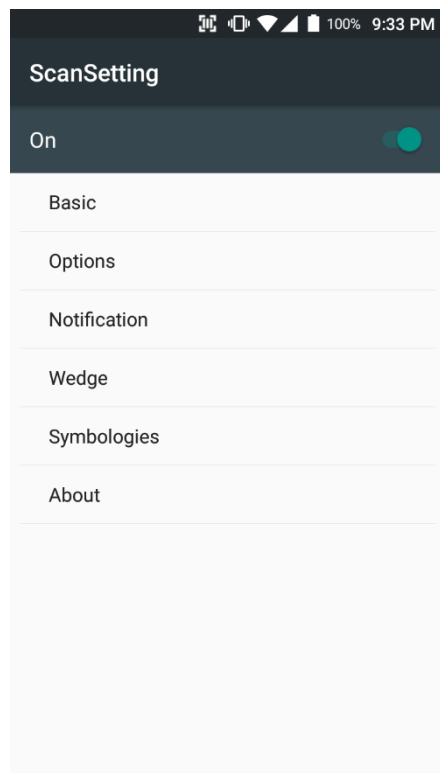 100% 9:33 PM
ScanSetting
On
Basic
Options
Notification
Wedge
Symbologies
About